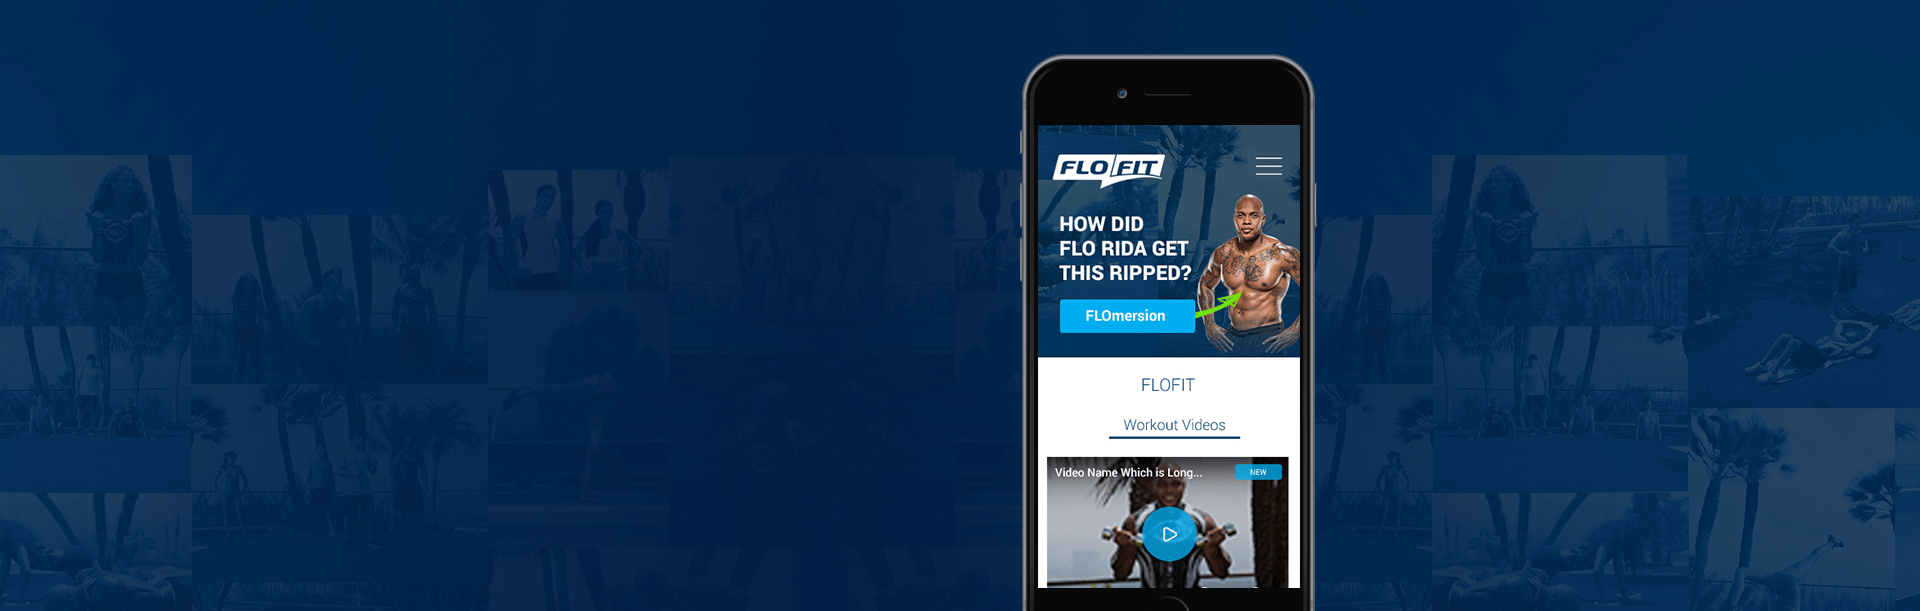 FLO FIT
HOW DID
FLO RIDA GET
THIS RIPPED?
FLOmersion
FLOFIT
Workout Videos
Video Name Which is Long...
NEW